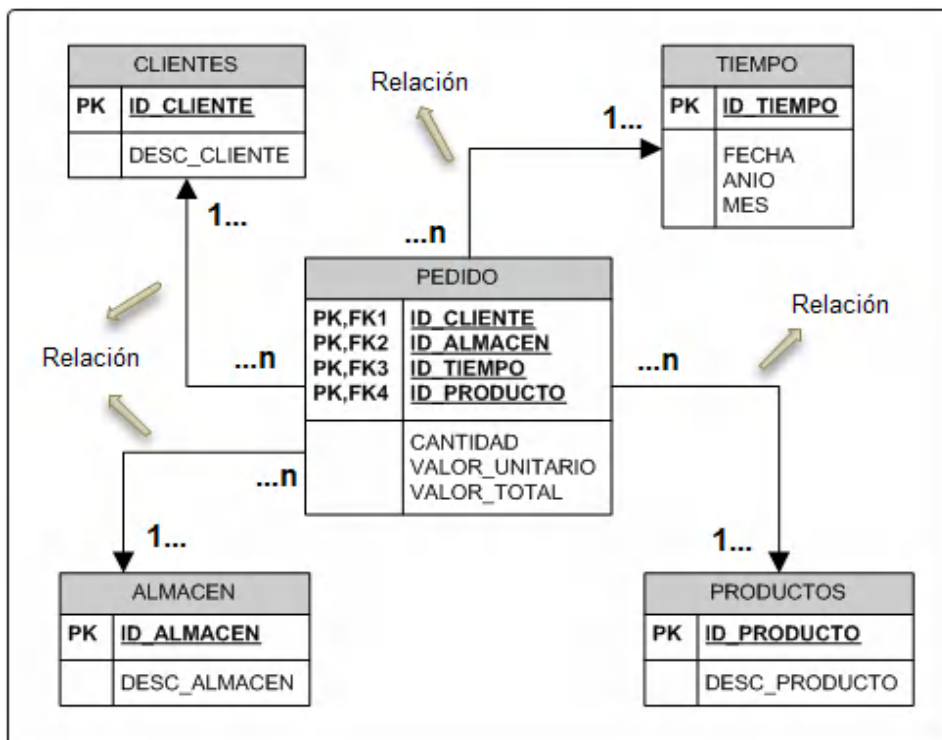 CLIENTES
PK ID_CLIENTE
DESC_CLIENTE
Relación
TIEMPO
PK ID_TIEMPO
FECHA
ANIO
MES
1...
1...
...n
PEDIDO
PK,FK1 ID_CLIENTE
PK,FK2 ID_ALMACEN
PK,FK3 ID_TIEMPO
PK,FK4 ID_PRODUCTO
CANTIDAD
VALOR_UNITARIO
VALOR_TOTAL
Relación
Relación
...n
...n
...n
1...
1...
ALMACEN
PK ID_ALMACEN
DESC_ALMACEN
PRODUCTOS
PK ID_PRODUCTO
DESC_PRODUCTO